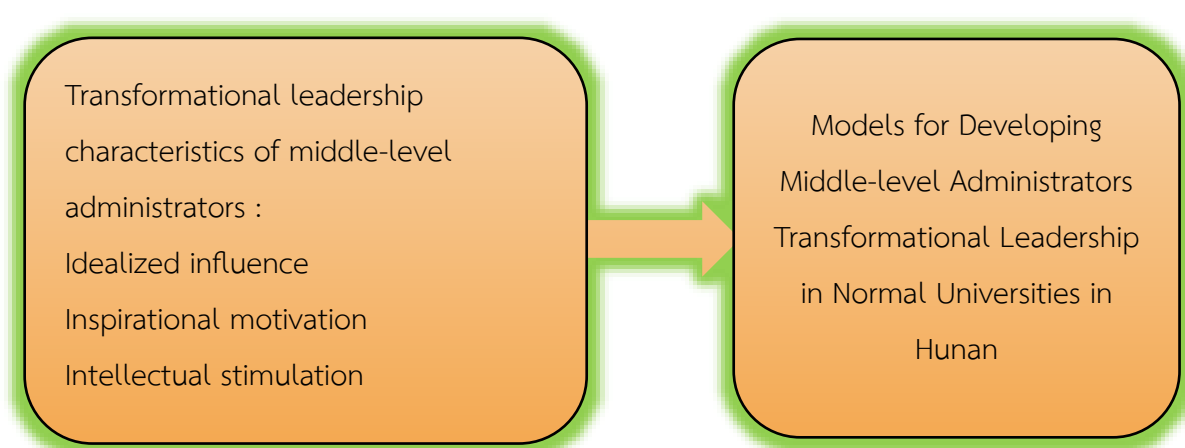 Transformational leadership
characteristics of middle-level
administrators :
Idealized influence
Inspirational motivation
Intellectual stimulation
Models for Developing
Middle-level Administrators
Transformational Leadership
in Normal Universities in
Hunan